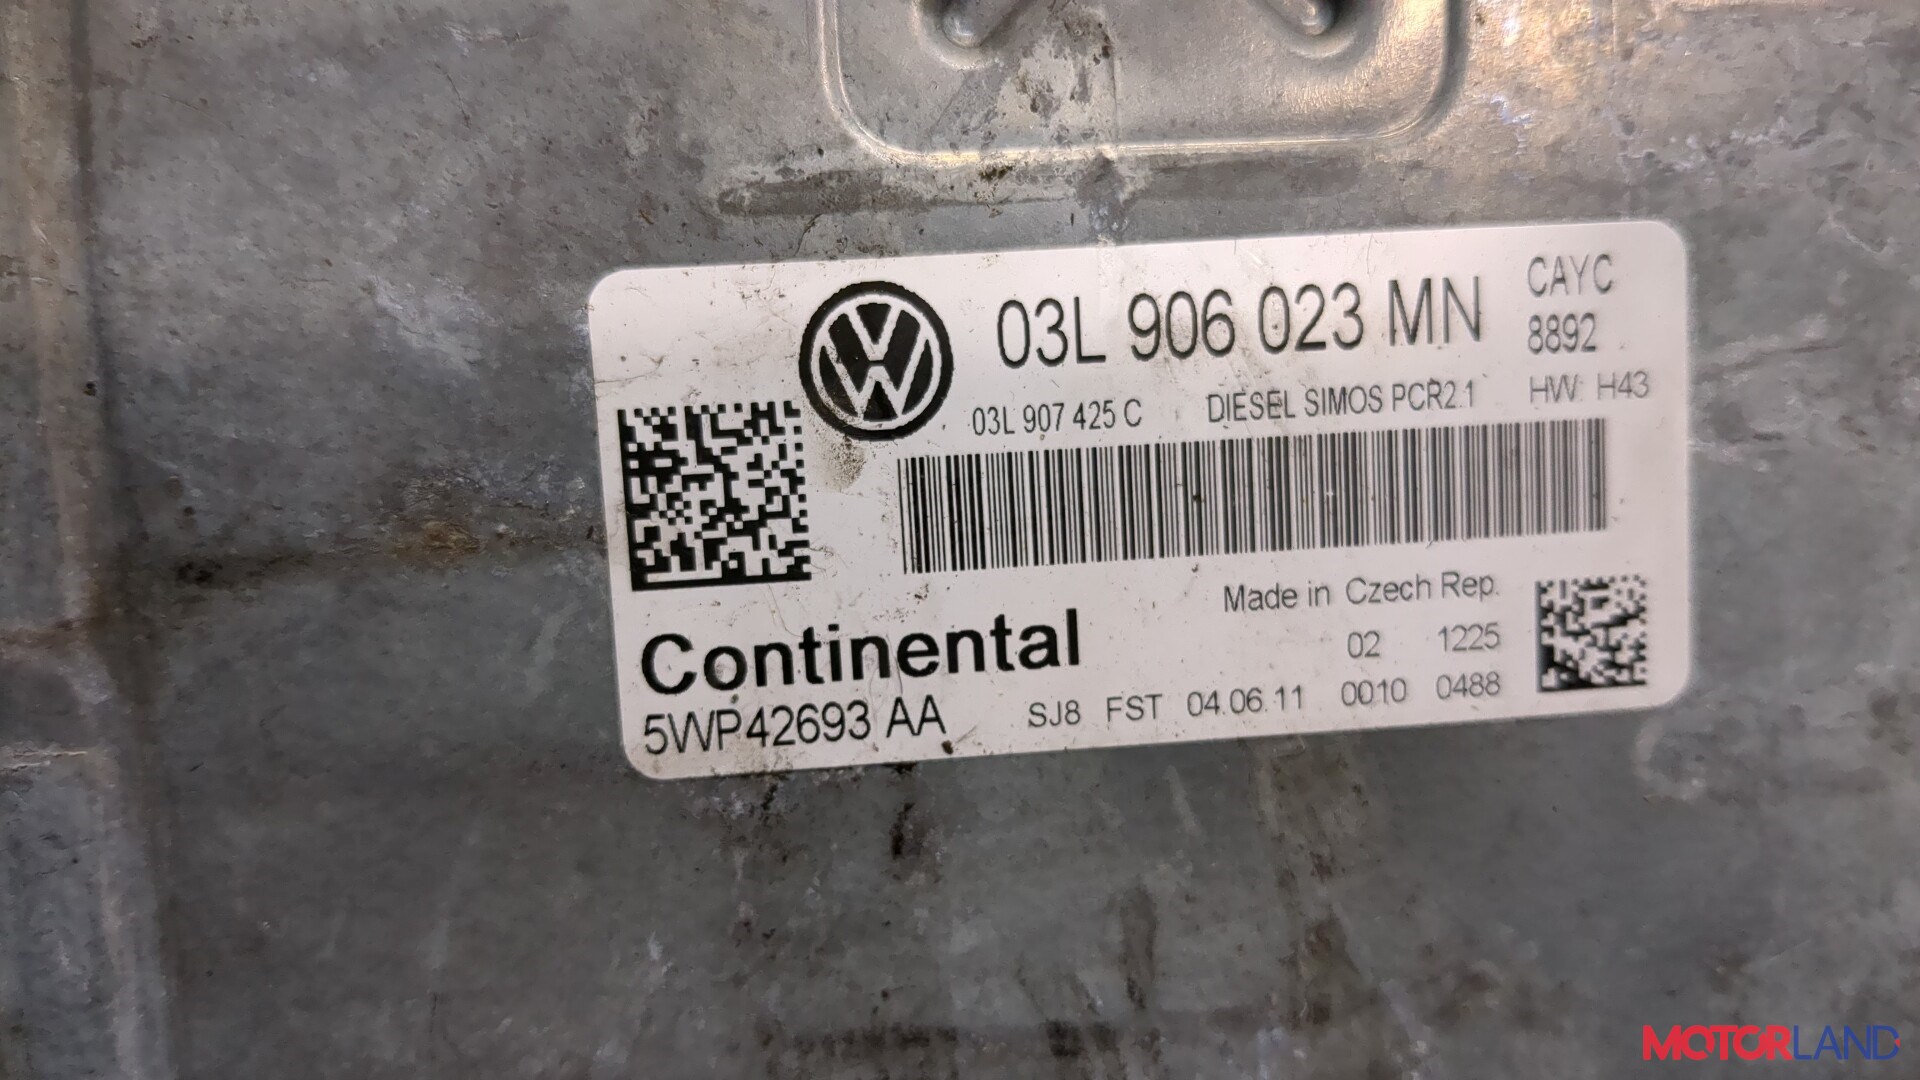 03L 906 023 MN
CAYC
8892
03L 907 425 C DIESEL SIMOS PCR2.1 HW: H43
Made in Czech Rep.
Continental
02 1225
5WP42693 AA
SJ8 FST 04.06.11 0010 0488
MOTORLAND